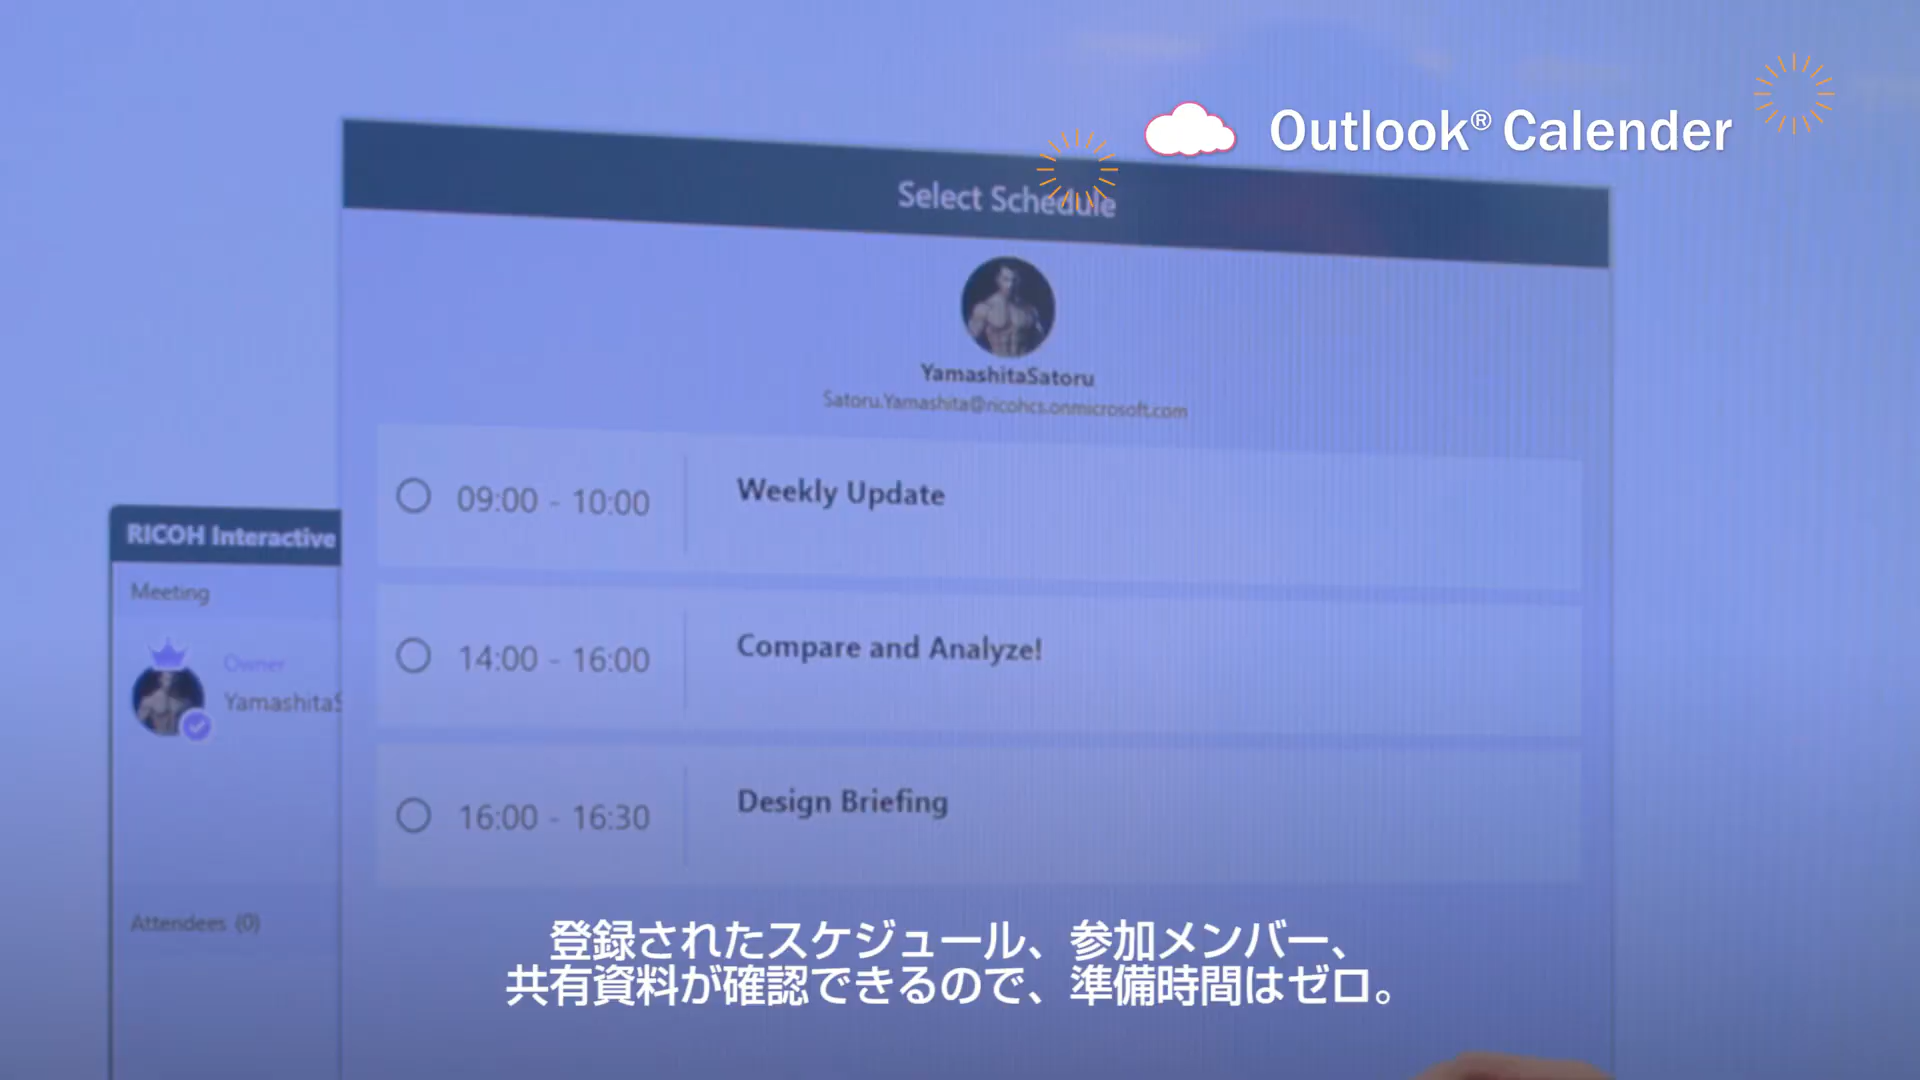 Outlook® Calender
Select Schedule
YamashitaSatoru
Satoru.Yamashita@ricohcs.onmicrosoft.com
09:00 - 10:00
Weekly Update
14:00 - 16:00
Compare and Analyze!
16:00 - 16:30
Design Briefing
RICOH Interactive
Meeting
Owner
YamashitaS
Attendees (0)
登録されたスケジュール、参加メンバー、
共有資料が確認できるので、準備時間はゼロ。